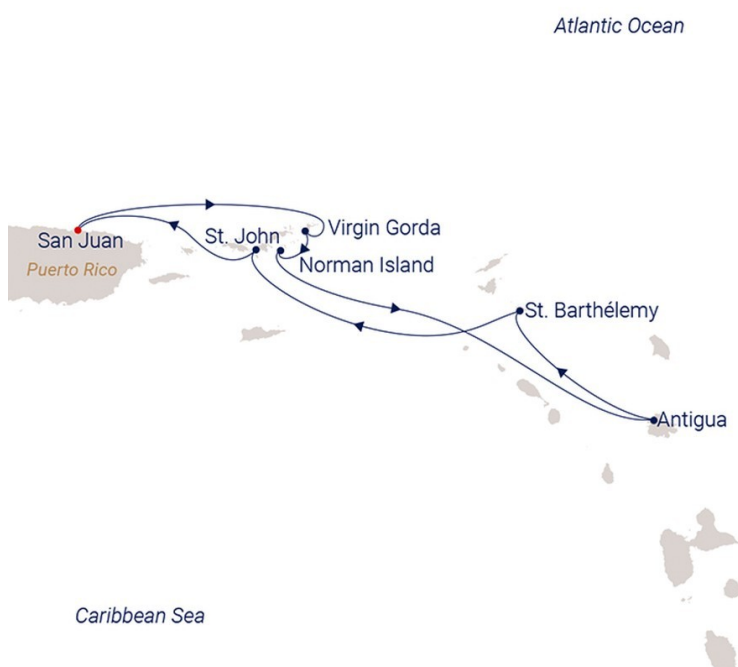 Atlantic Ocean
Virgin Gorda
St. John
San Juan
Norman Island
Puerto Rico
St. Barthélemy
Antigua
Caribbean Sea